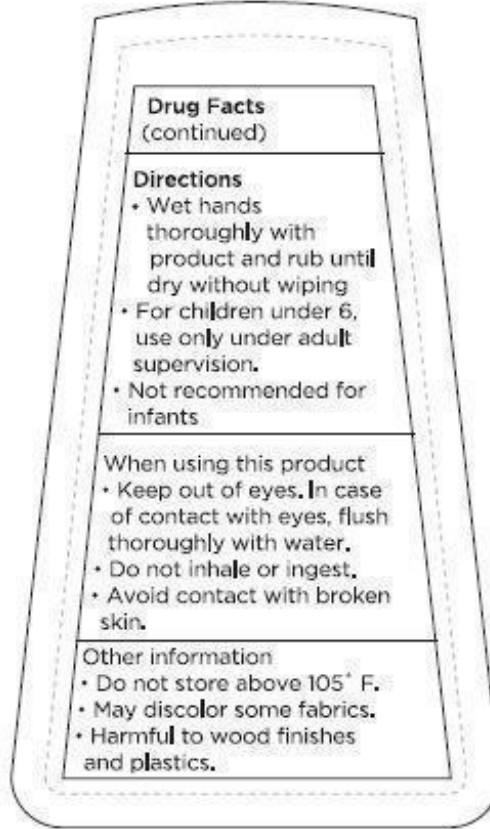 Drug Facts
(continued)
Directions
• Wet hands
thoroughly with
product and rub until
dry without wiping
• For children under 6,
use only under adult
supervision.
• Not recommended for
infants
When using this product
• Keep out of eyes. In case
of contact with eyes, flush
thoroughly with water.
• Do not inhale or ingest.
• Avoid contact with broken
skin.
Other information
• Do not store above 105° F.
• May discolor some fabrics.
• Harmful to wood finishes
and plastics.